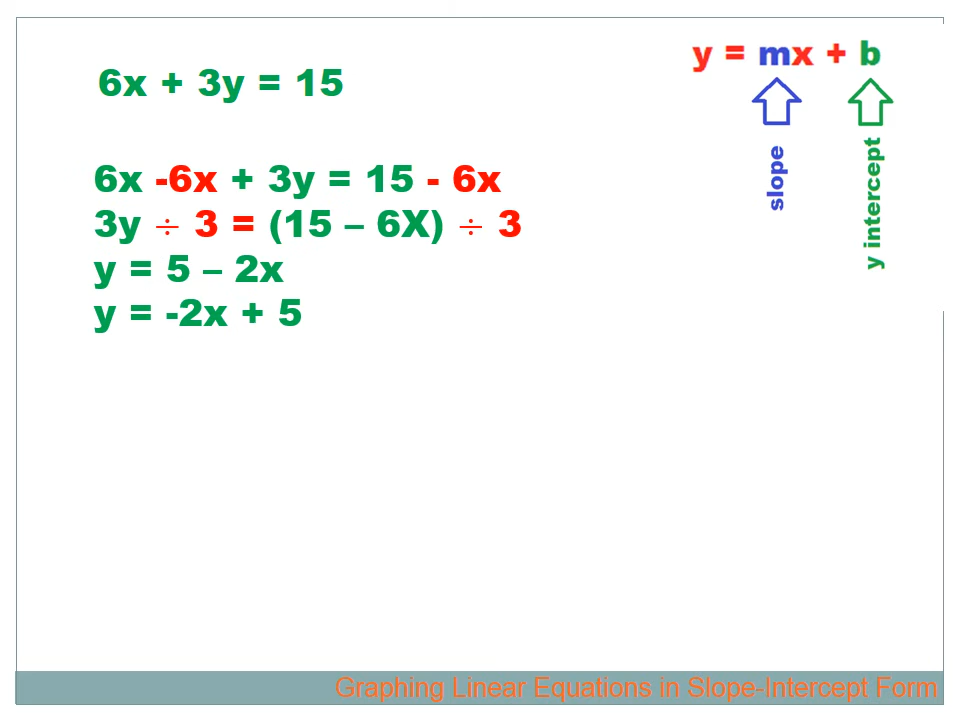 6x + 3y = 15
y = mx + b
slope
y intercept
6x -6x + 3y = 15 - 6x
3y ÷ 3 = (15 – 6X) ÷ 3
y = 5 – 2x
y = -2x + 5
Graphing Linear Equations in Slope-Intercept Form